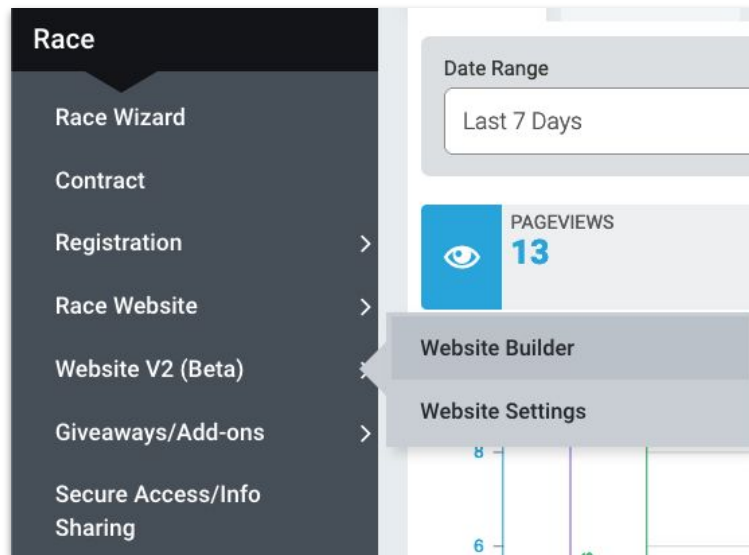 Race
Race Wizard
Contract
Registration
Race Website
Website V2 (Beta)
Giveaways/Add-ons
Secure Access/Info
Sharing
Date Range
Last 7 Days
PAGEVIEWS
13
Website Builder
Website Settings
8
6